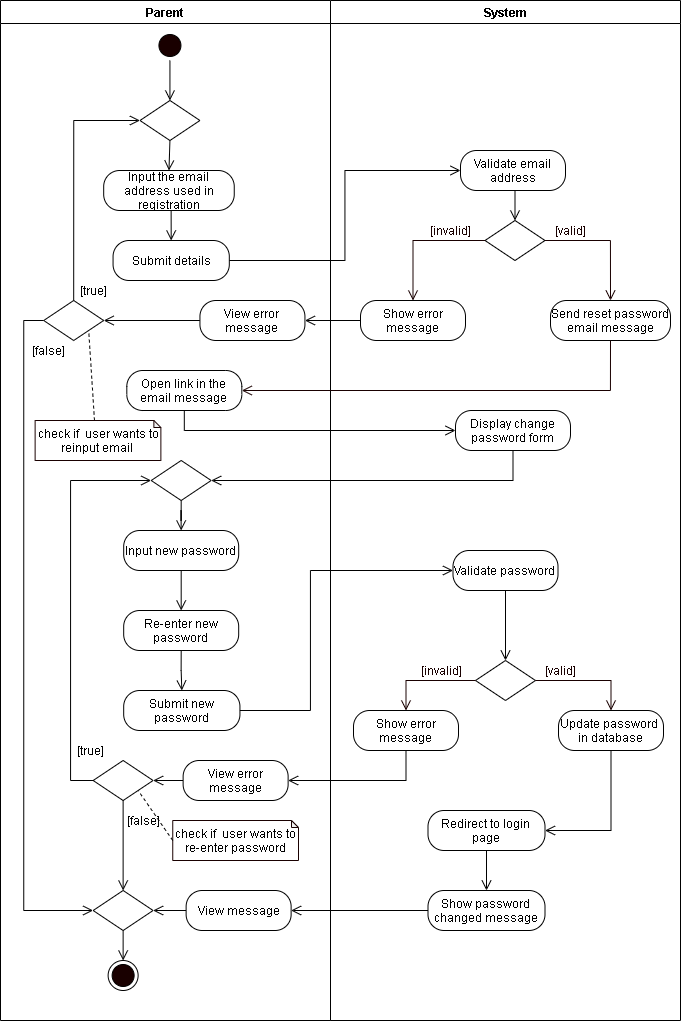 Parent
System
Input the email
address used in
registration
Validate email
address
Submit details
[invalid]
[valid]
[true]
View error
message
Show error
message
Send reset password
email message
[false]
Open link in the
email message
check if  user wants to
reinput email
Display change
password form
Input new password
Validate password
Re-enter new
password
[invalid]
[valid]
Submit new
password
Show error
message
Update password
in database
[true]
View error
message
[false]
check if  user wants to
re-enter password
Redirect to login
page
View message
Show password
changed message